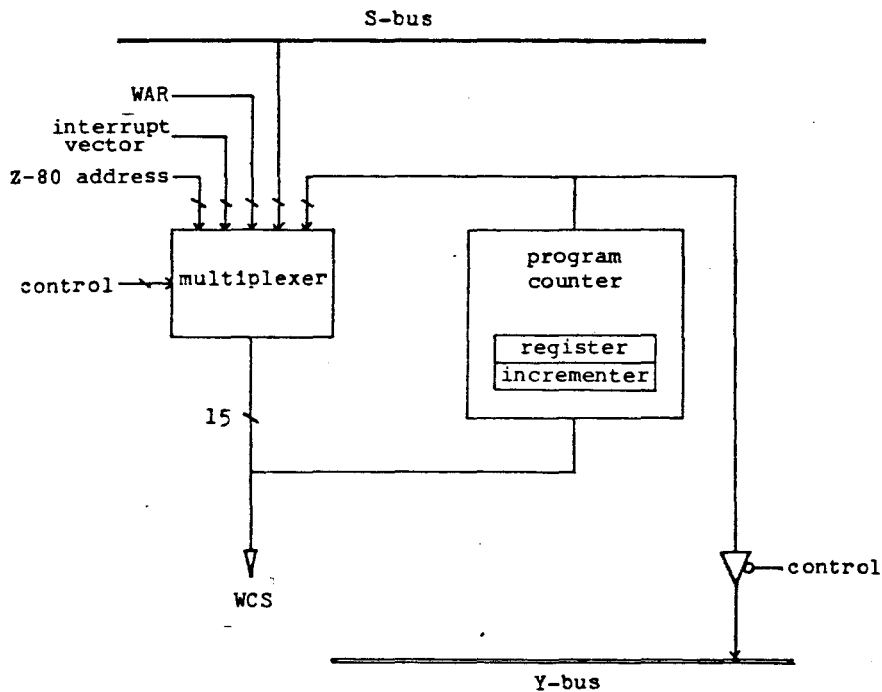 S-bus
WAR
interrupt
vector
Z-80 address
control
multiplexer
program
counter
register
incrementer
15
WCS
control
Y-bus